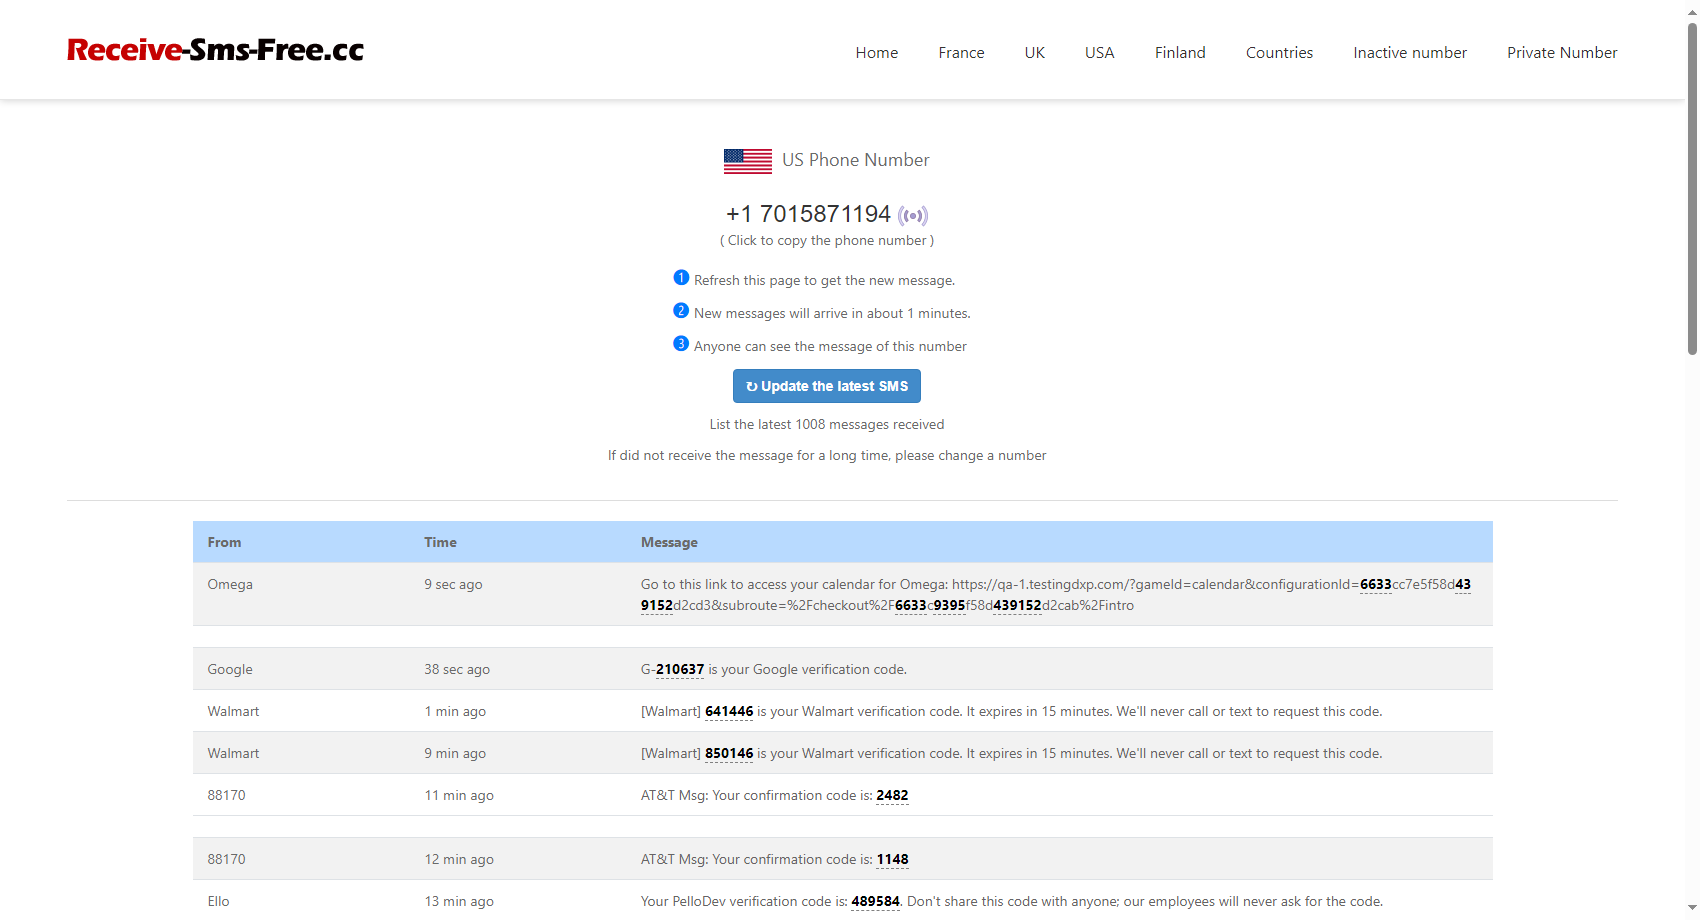 Receive-Sms-Free.cc
Home France UK USA Finland Countries Inactive number Private Number
US Phone Number
+1 7015871194
( Click to copy the phone number )
1 Refresh this page to get the new message.
2 New messages will arrive in about 1 minutes.
3 Anyone can see the message of this number
↻ Update the latest SMS
List the latest 1008 messages received
If did not receive the message for a long time, please change a number
From Time Message
Omega 9 sec ago Go to this link to access your calendar for Omega: https://qa-1.testingdxp.com/?gameId=calendar&configurationId=6633cc7e5f58d43
9152d2cd3&subroute=%2Fcheckout%2F6633c9395f58d439152d2cab%2Fintro
Google 38 sec ago G-210637 is your Google verification code.
Walmart 1 min ago [Walmart] 641446 is your Walmart verification code. It expires in 15 minutes. We'll never call or text to request this code.
Walmart 9 min ago [Walmart] 850146 is your Walmart verification code. It expires in 15 minutes. We'll never call or text to request this code.
88170 11 min ago AT&T Msg: Your confirmation code is: 2482
88170 12 min ago AT&T Msg: Your confirmation code is: 1148
Ello 13 min ago Your PelloDev verification code is: 489584. Don't share this code with anyone; our employees will never ask for the code.